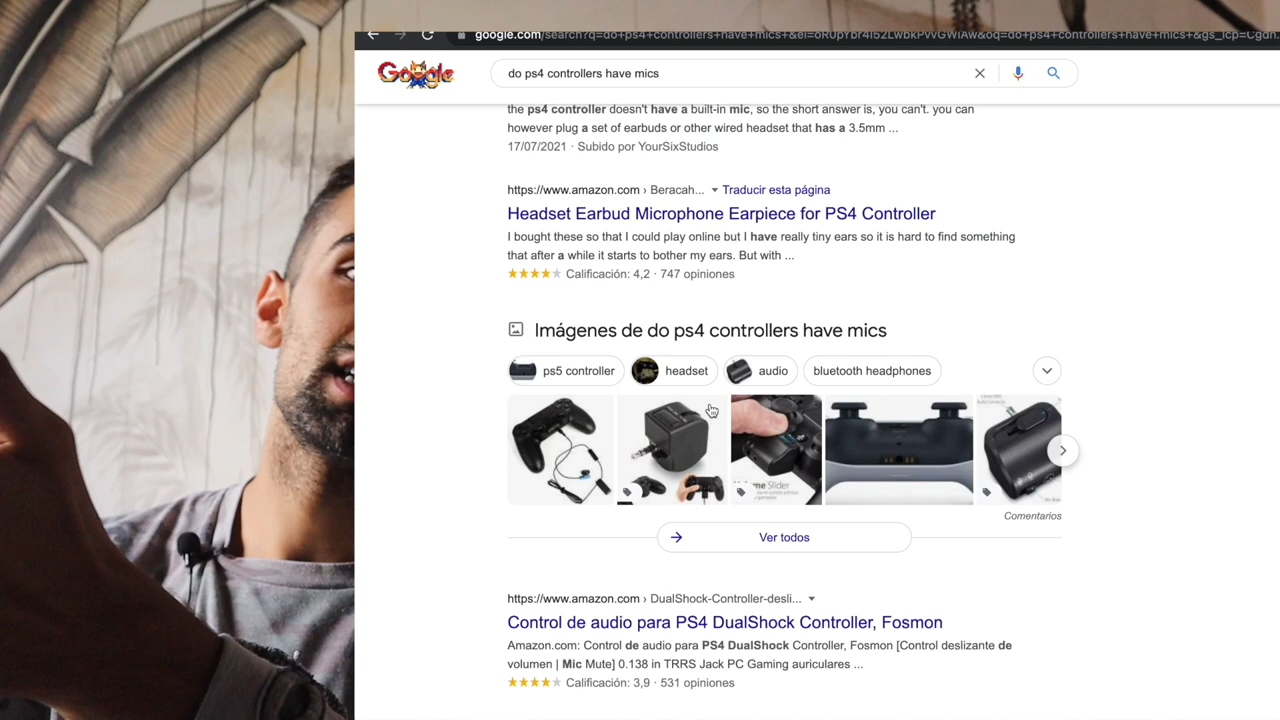 google.com/search?q=do+ps4+controllers+have+mics+
Google
do ps4 controllers have mics
the ps4 controller doesn't have a built-in mic, so the short answer is, you can't. you can
however plug a set of earbuds or other wired headset that has a 3.5mm ...
17/07/2021 · Subido por YourSixStudios
https://www.amazon.com › Beracah... Traducir esta página
Headset Earbud Microphone Earpiece for PS4 Controller
I bought these so that I could play online but I have really tiny ears so it is hard to find something
that after a while it starts to bother my ears. But with ...
Calificación: 4,2 · 747 opiniones
Imágenes de do ps4 controllers have mics
ps5 controller headset audio bluetooth headphones
Slider
Comentarios
Ver todos
https://www.amazon.com › DualShock-Controller-desli...
Control de audio para PS4 DualShock Controller, Fosmon
Amazon.com: Control de audio para PS4 DualShock Controller, Fosmon [Control deslizante de
volumen | Mic Mute] 0.138 in TRRS Jack PC Gaming auriculares ...
Calificación: 3,9 · 531 opiniones